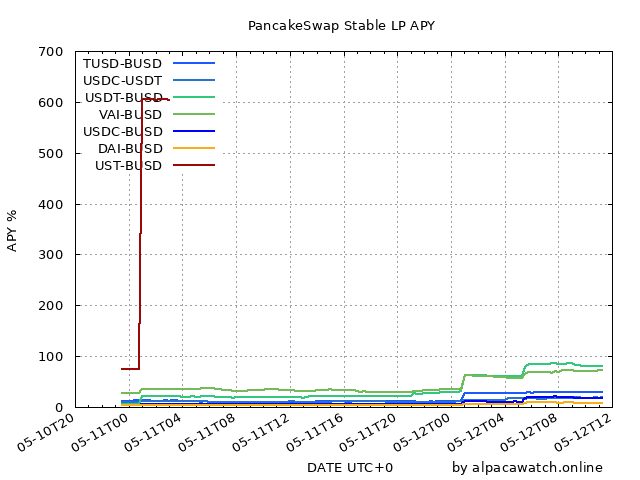 PancakeSwap Stable LP APY
700
600
500
400
300
200
100
0
APY %
TUSD-BUSD
USDC-USDT
USDT-BUSD
VAI-BUSD
USDC-BUSD
DAI-BUSD
UST-BUSD
05-10T20
05-11T00
05-11T04
05-11T08
05-11T12
05-11T16
05-11T20
05-12T00
05-12T04
05-12T08
05-12T12
DATE UTC+0
by alpacawatch.online